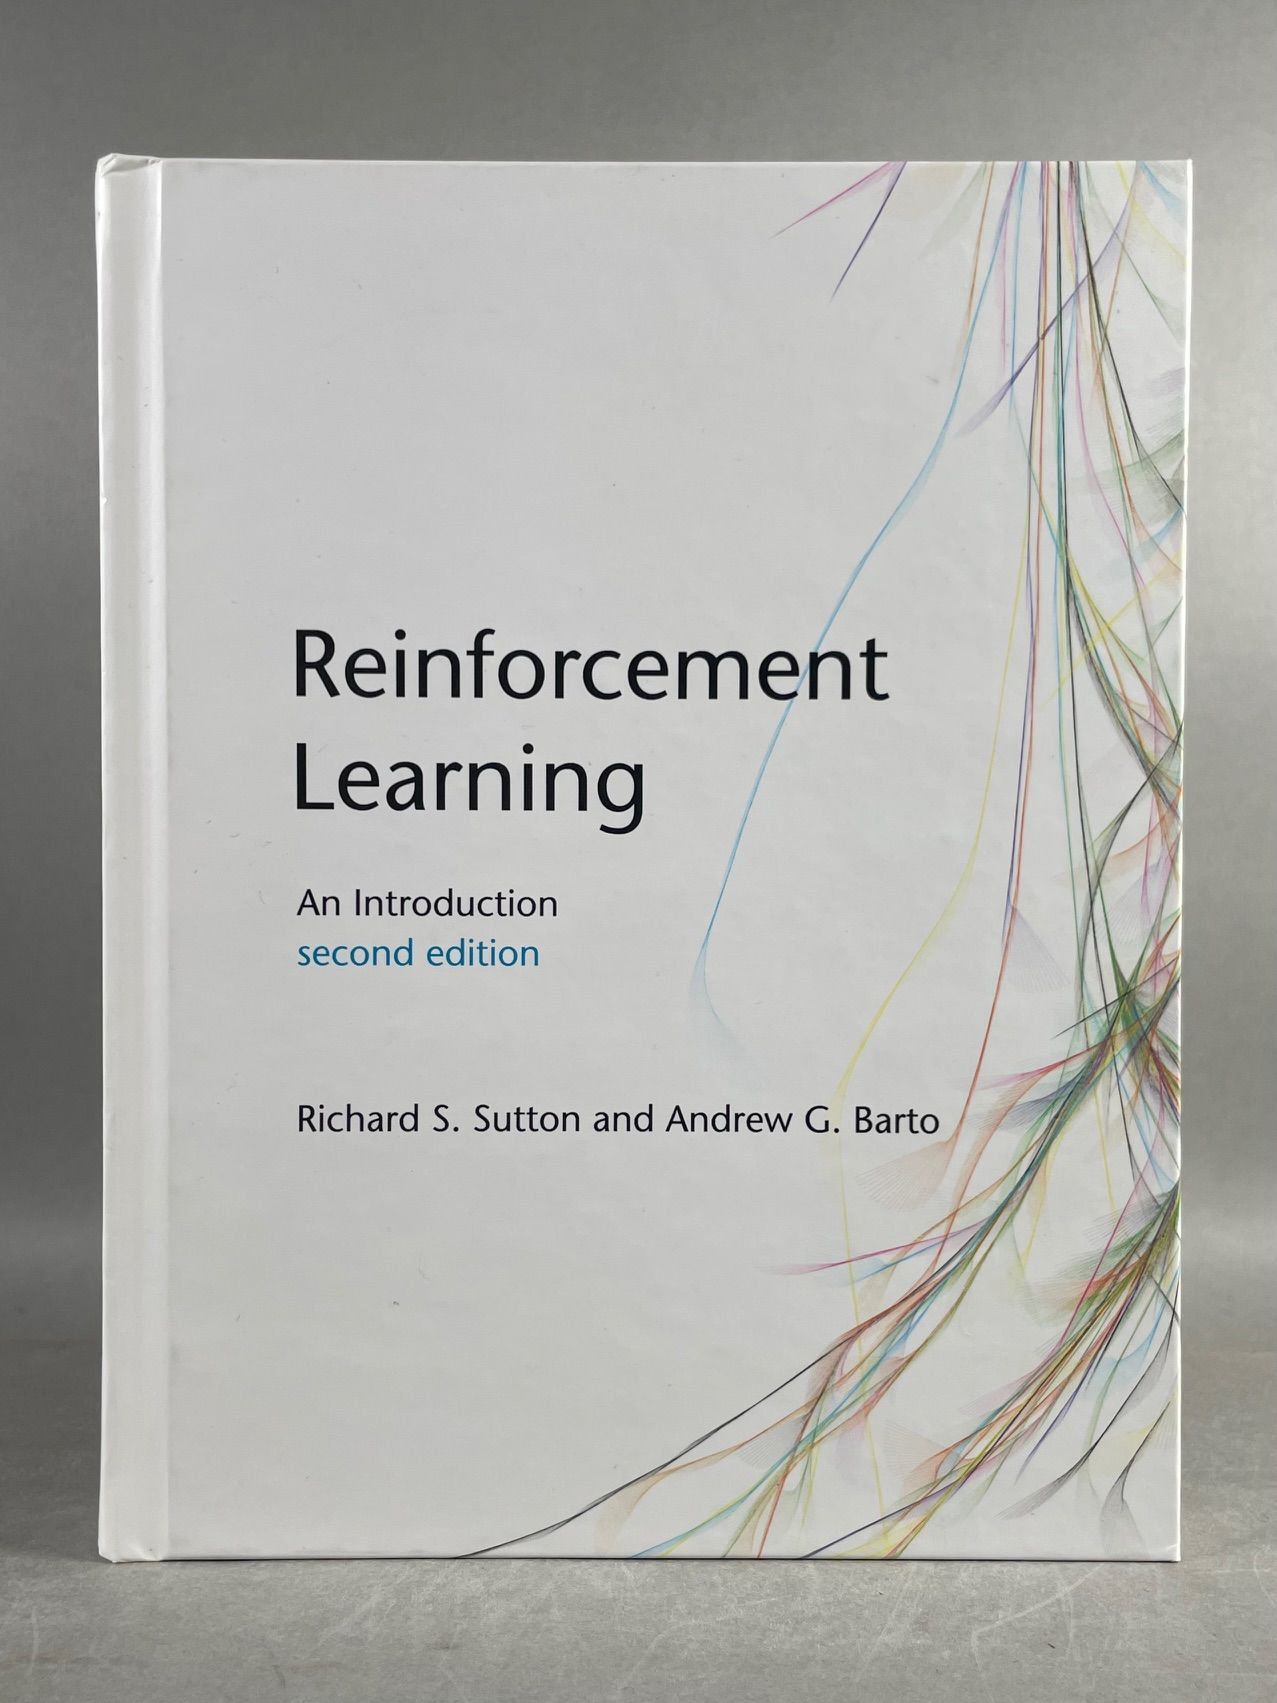 Reinforcement
Learning
An Introduction
second edition
Richard S. Sutton and Andrew G. Barto